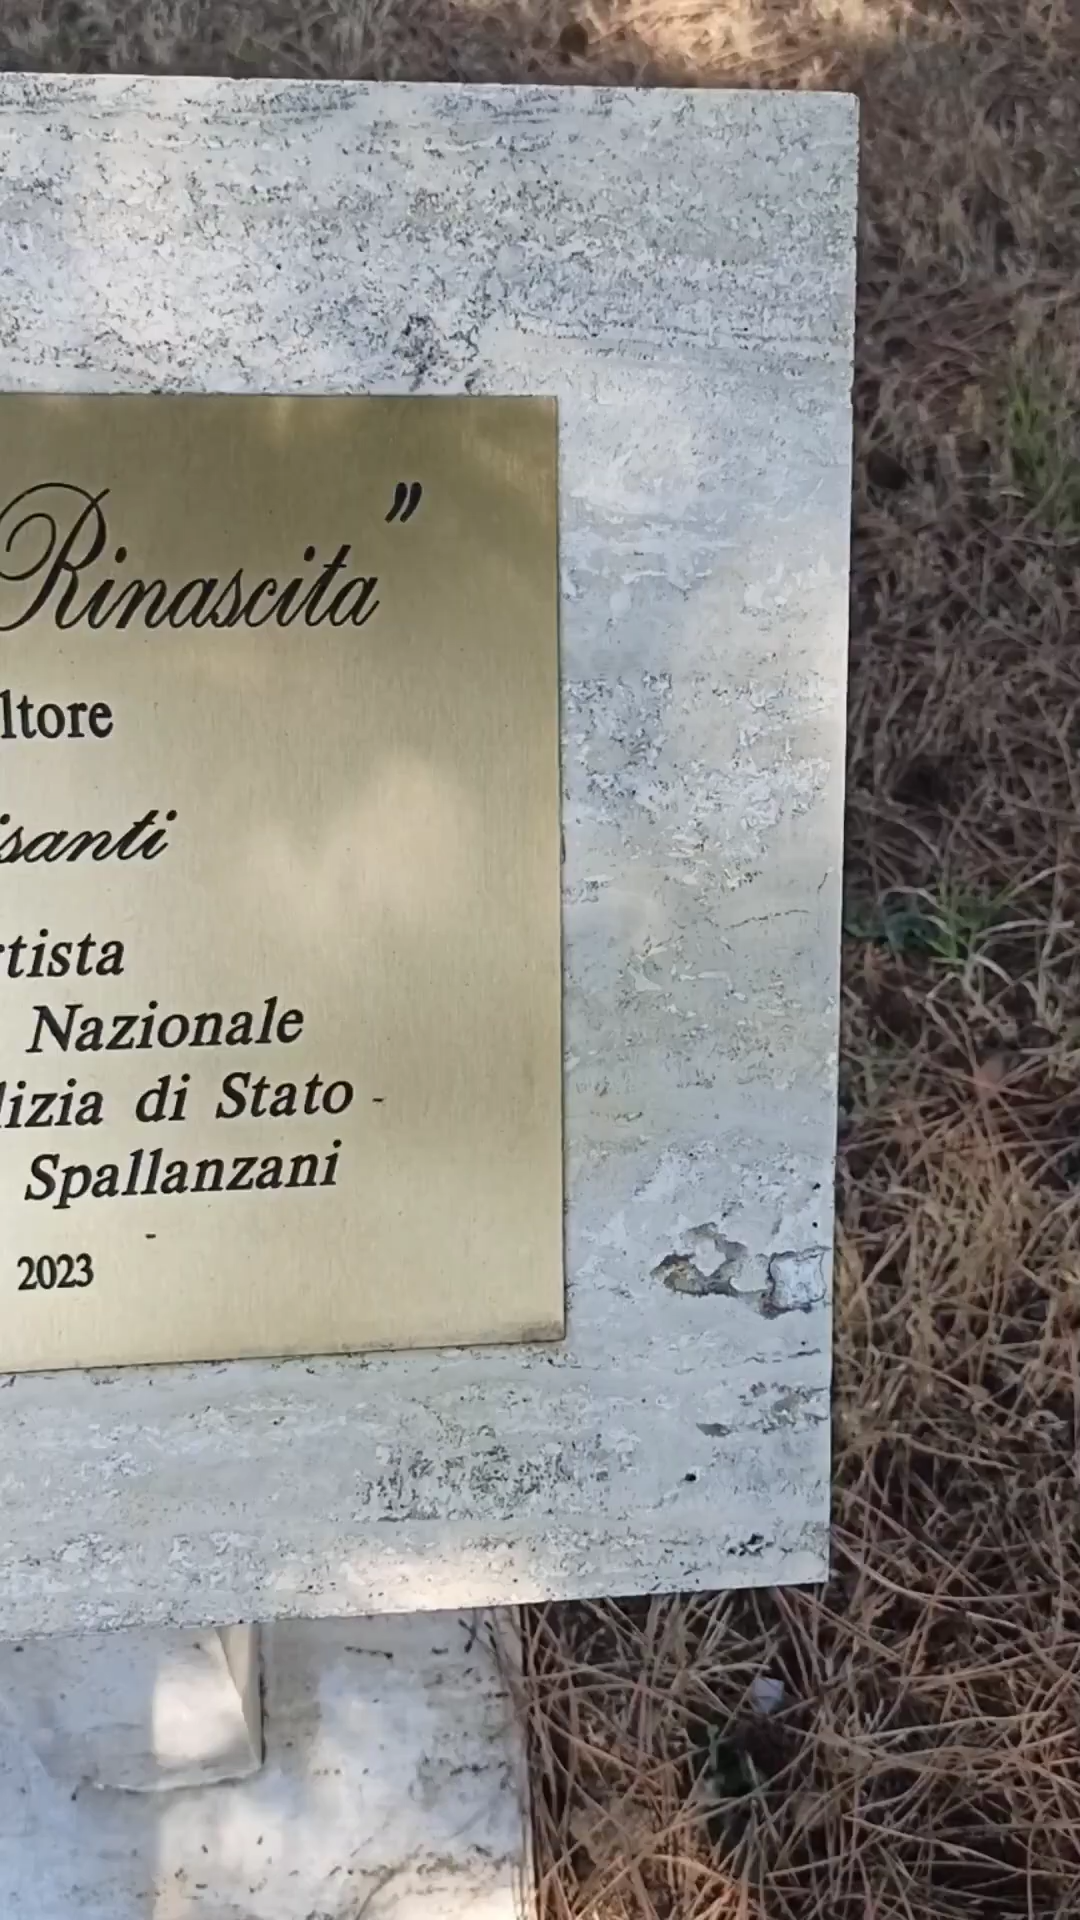 Rinascita"
ltore
isanti
rtista
Nazionale
lizia di Stato -
Spallanzani
-
2023